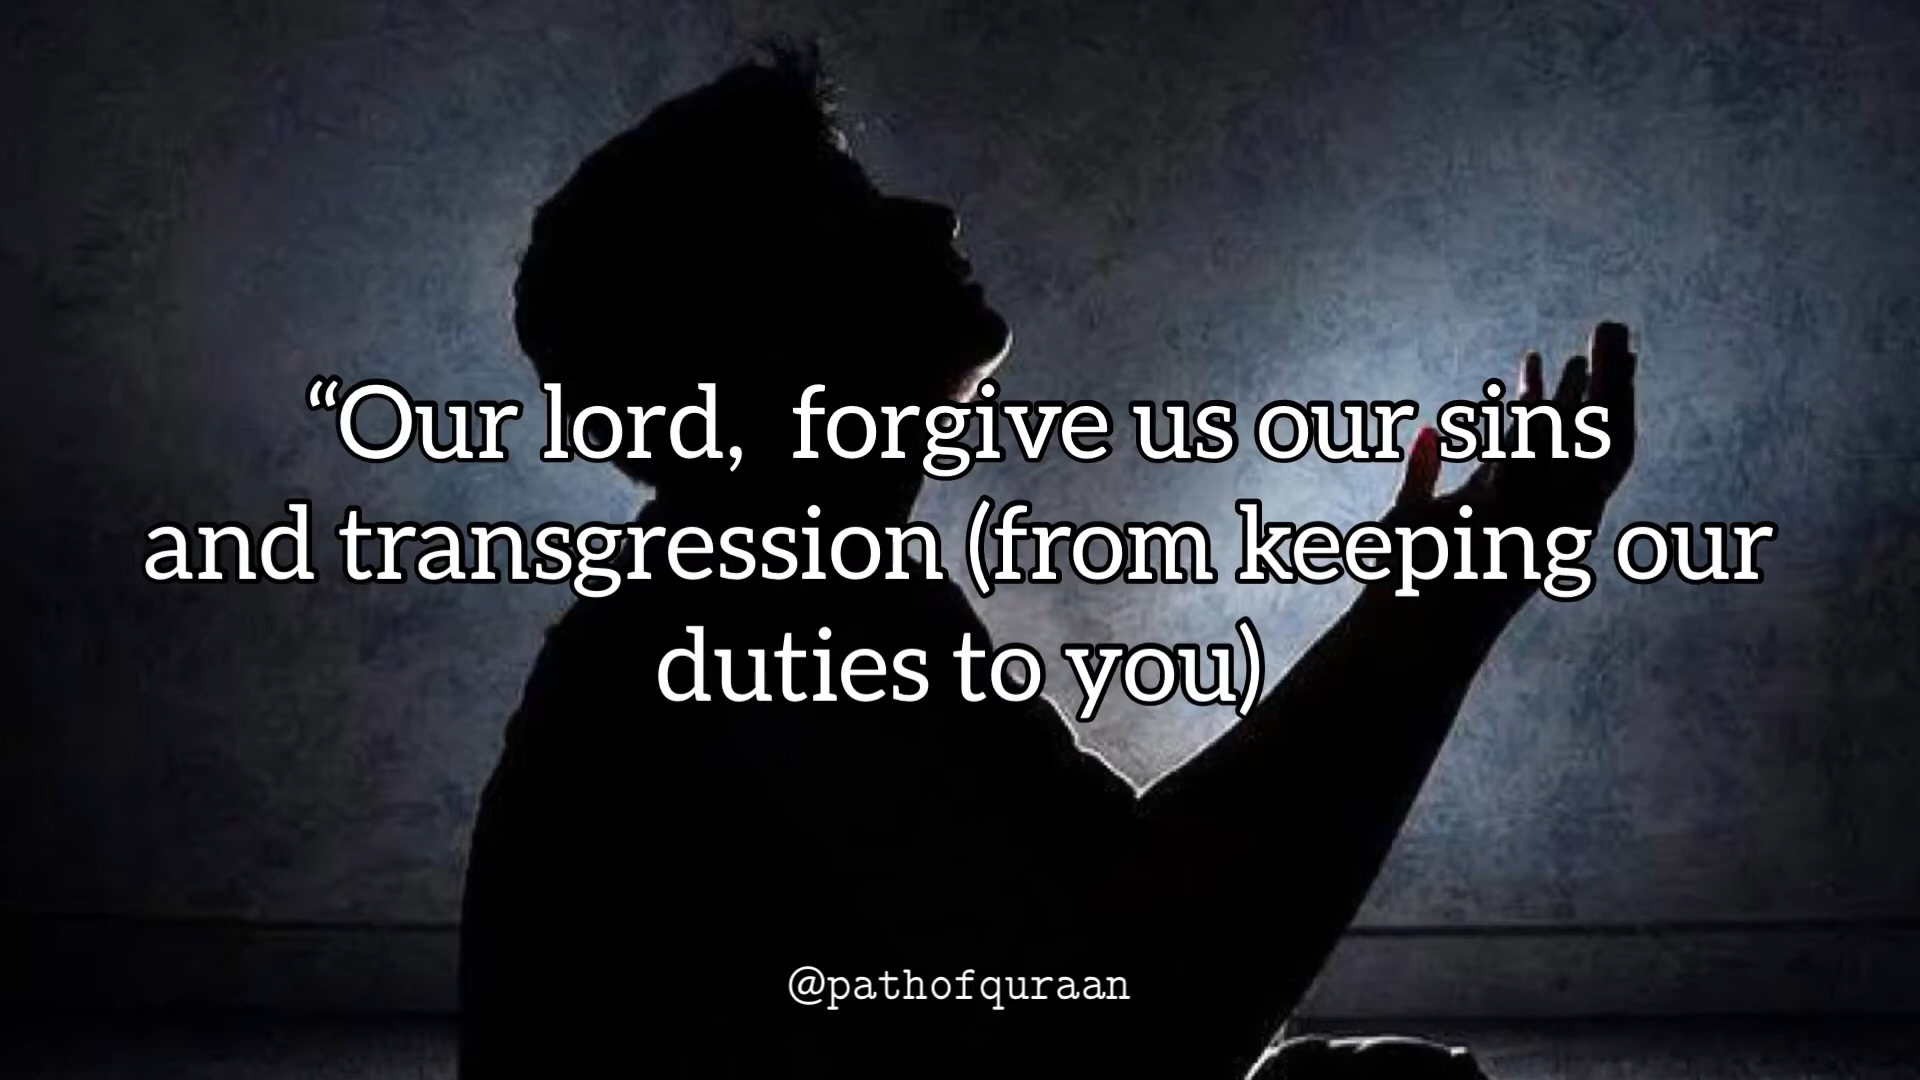 “Our lord, forgive us our sins
and transgression (from keeping our
duties to you)
@pathofquraan